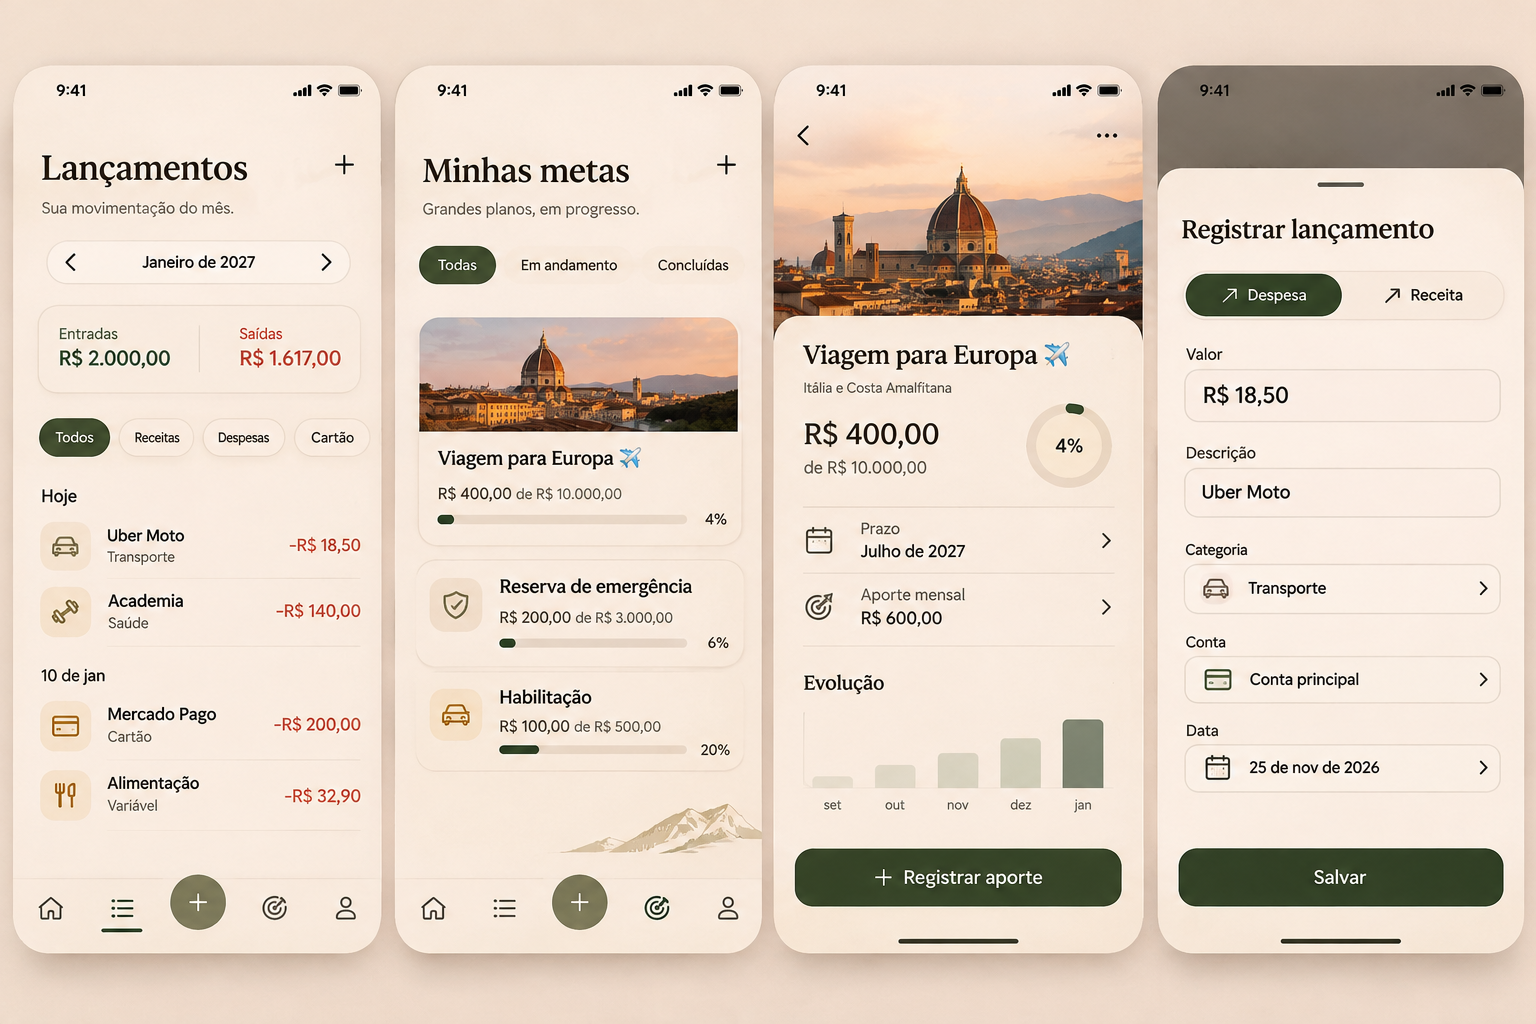 9:41
Lançamentos
+
Sua movimentação do mês.
Janeiro de 2027
Entradas
R$ 2.000,00
Saídas
R$ 1.617,00
Todos
Receitas
Despesas
Cartão
Hoje
Uber Moto
Transporte
-R$ 18,50
Academia
Saúde
-R$ 140,00
10 de jan
Mercado Pago
Cartão
-R$ 200,00
Alimentação
Variável
-R$ 32,90
+
9:41
Minhas metas
+
Grandes planos, em progresso.
Todas
Em andamento
Concluídas
Viagem para Europa ✈️
R$ 400,00 de R$ 10.000,00
4%
Reserva de emergência
R$ 200,00 de R$ 3.000,00
6%
Habilitação
R$ 100,00 de R$ 500,00
20%
+
9:41
Viagem para Europa ✈️
Itália e Costa Amalfitana
R$ 400,00
de R$ 10.000,00
4%
Prazo
Julho de 2027
Aporte mensal
R$ 600,00
Evolução
set out nov dez jan
+ Registrar aporte
9:41
Registrar lançamento
Despesa
Receita
Valor
R$ 18,50
Descrição
Uber Moto
Categoria
Transporte
Conta
Conta principal
Data
25 de nov de 2026
Salvar